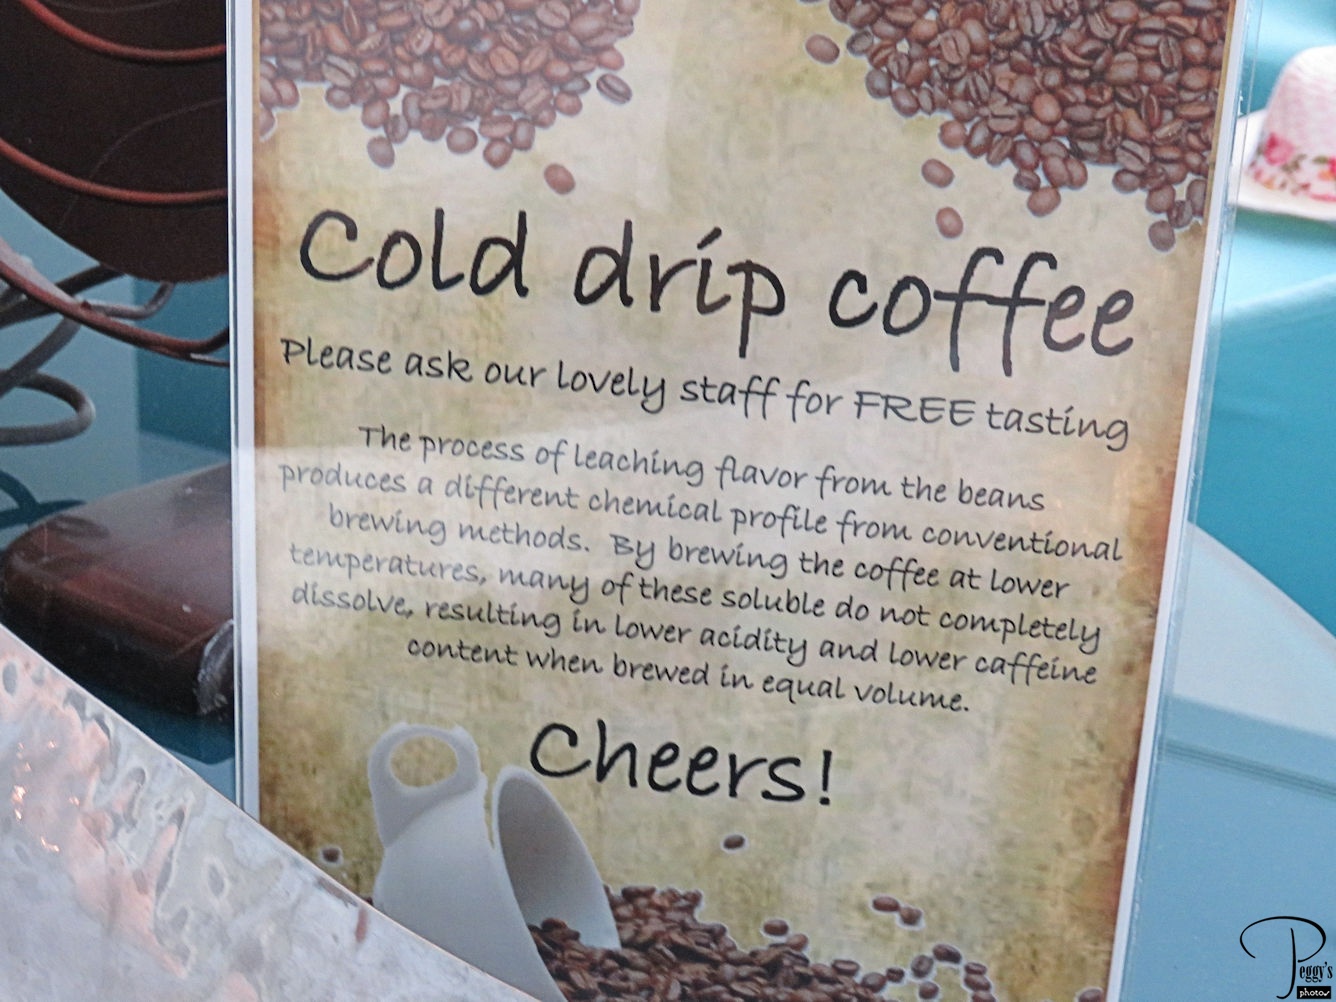 Cold drip coffee
Please ask our lovely staff for FREE tasting
The process of leaching flavor from the beans
produces a different chemical profile from conventional
brewing methods. By brewing the coffee at lower
temperatures, many of these soluble do not completely
dissolve, resulting in lower acidity and lower caffeine
content when brewed in equal volume.
Cheers!
Peggy's
photos